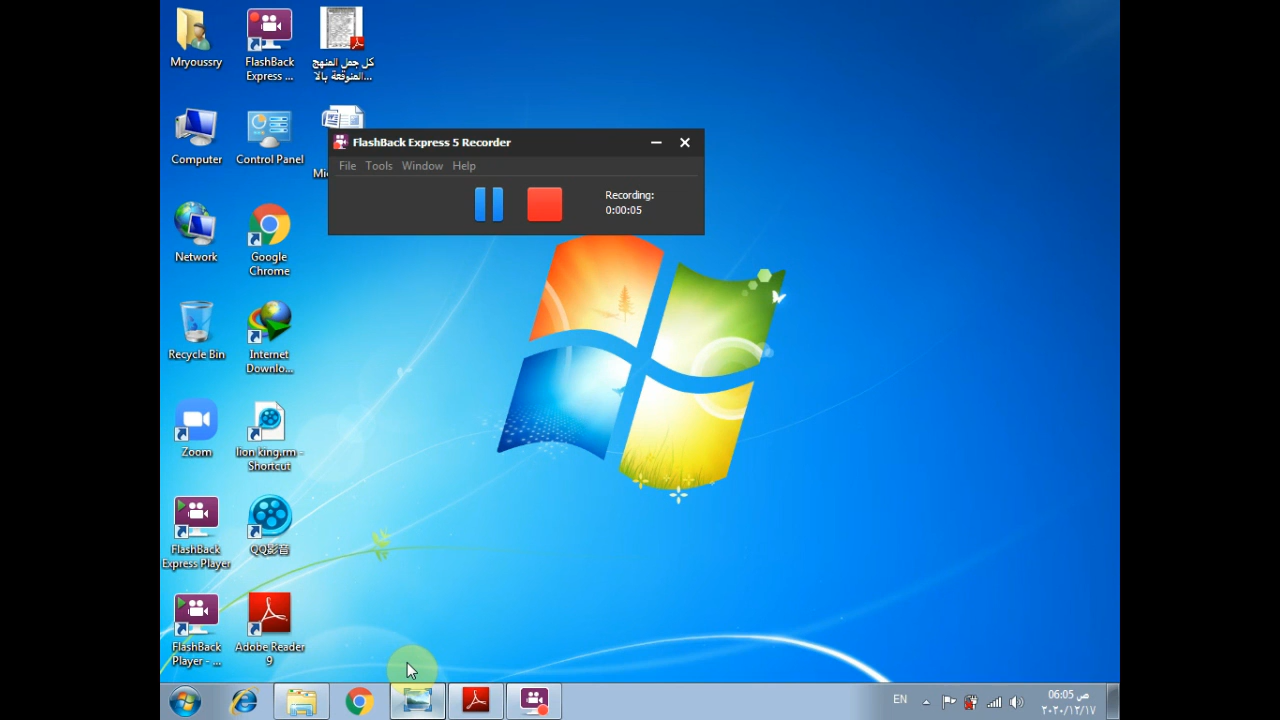 Mryoussry
FlashBack
Express ...
كل جمل المنهج
المتوقعة بالا...
Computer
Control Panel
Network
Google
Chrome
Recycle Bin
Internet
Downlo...
Zoom
lion king.rm -
Shortcut
FlashBack
Express Player
QQ影音
FlashBack
Player - ...
Adobe Reader
9
FlashBack Express 5 Recorder
File Tools Window Help
Recording:
0:00:05
EN
06:05 ص
٢٠٢٠/١٢/١٧